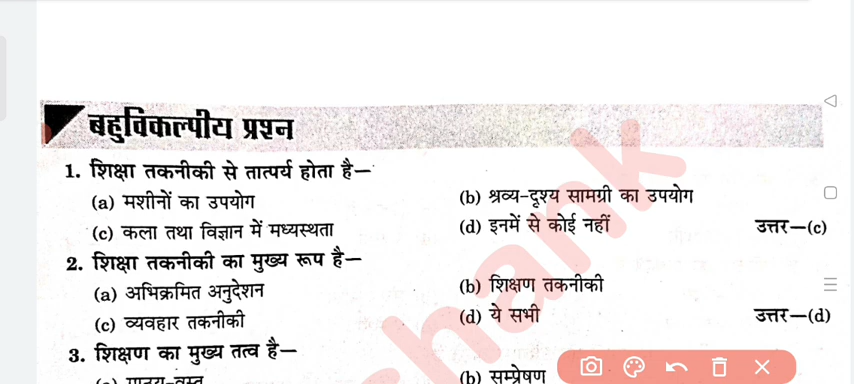 बहुविकल्पीय प्रश्न
1. शिक्षा तकनीकी से तात्पर्य होता है—
(a) मशीनों का उपयोग (b) श्रव्य-दृश्य सामग्री का उपयोग
(c) कला तथा विज्ञान में मध्यस्थता (d) इनमें से कोई नहीं उत्तर—(c)
2. शिक्षा तकनीकी का मुख्य रूप है—
(a) अभिक्रमित अनुदेशन (b) शिक्षण तकनीकी
(c) व्यवहार तकनीकी (d) ये सभी उत्तर—(d)
3. शिक्षण का मुख्य तत्व है—
(a) पाठ्य-वस्तु (b) सम्प्रेषण
shank